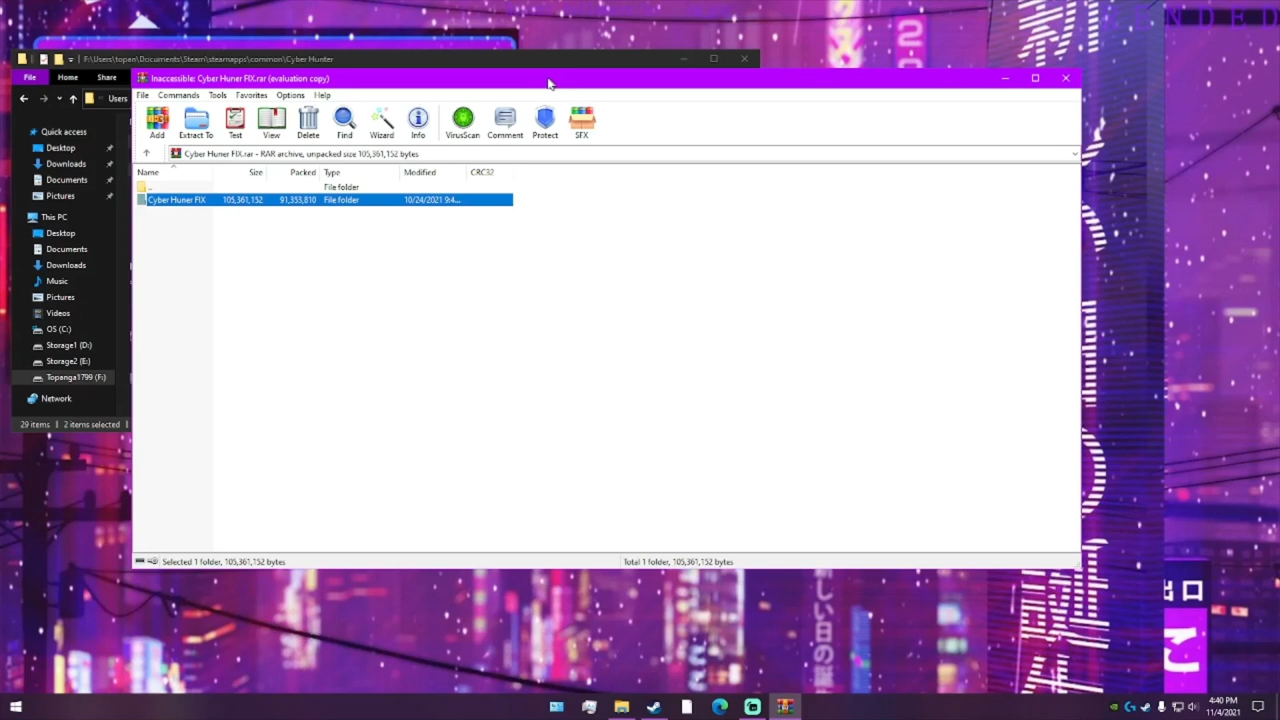 ENDED
F:\Users\topan\Documents\Steam\steamapps\common\Cyber Hunter
File Home Share
Users
Quick access
Desktop
Downloads
Documents
Pictures
This PC
Desktop
Documents
Downloads
Music
Pictures
Videos
OS (C:)
Storage1 (D:)
Storage2 (E:)
Topanga1799 (F:)
Network
29 items 2 items selected
Inaccessible: Cyber Huner FIX.rar (evaluation copy)
File Commands Tools Favorites Options Help
Add Extract To Test View Delete Find Wizard Info VirusScan Comment Protect SFX
Cyber Huner FIX.rar - RAR archive, unpacked size 105,361,152 bytes
Name Size Packed Type Modified CRC32
.. File folder
Cyber Huner FIX 105,361,152 91,353,810 File folder 10/24/2021 9:4...
Selected 1 folder, 105,361,152 bytes Total 1 folder, 105,361,152 bytes
出口
4:40 PM
11/4/2021